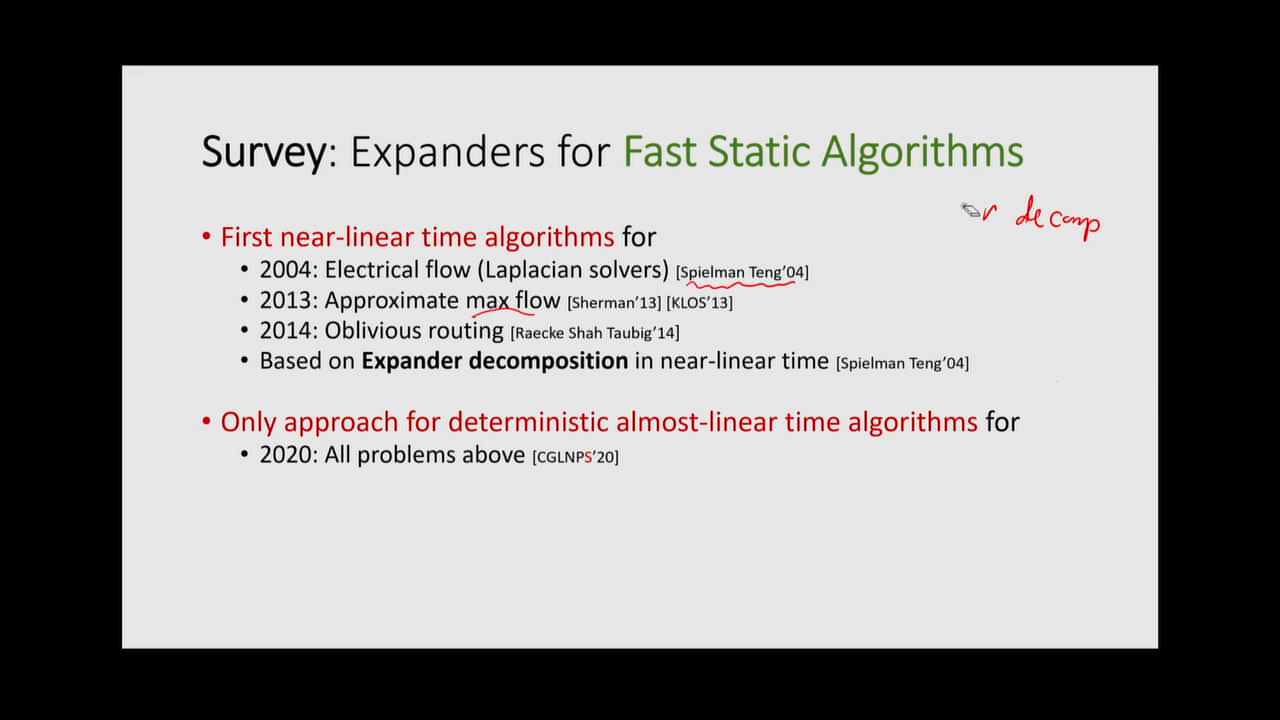 Survey: Expanders for Fast Static Algorithms
r decomp
• First near-linear time algorithms for
• 2004: Electrical flow (Laplacian solvers) [Spielman Teng'04]
• 2013: Approximate max flow [Sherman'13] [KLOS'13]
• 2014: Oblivious routing [Raecke Shah Taubig'14]
• Based on Expander decomposition in near-linear time [Spielman Teng'04]
• Only approach for deterministic almost-linear time algorithms for
• 2020: All problems above [CGLNPS'20]